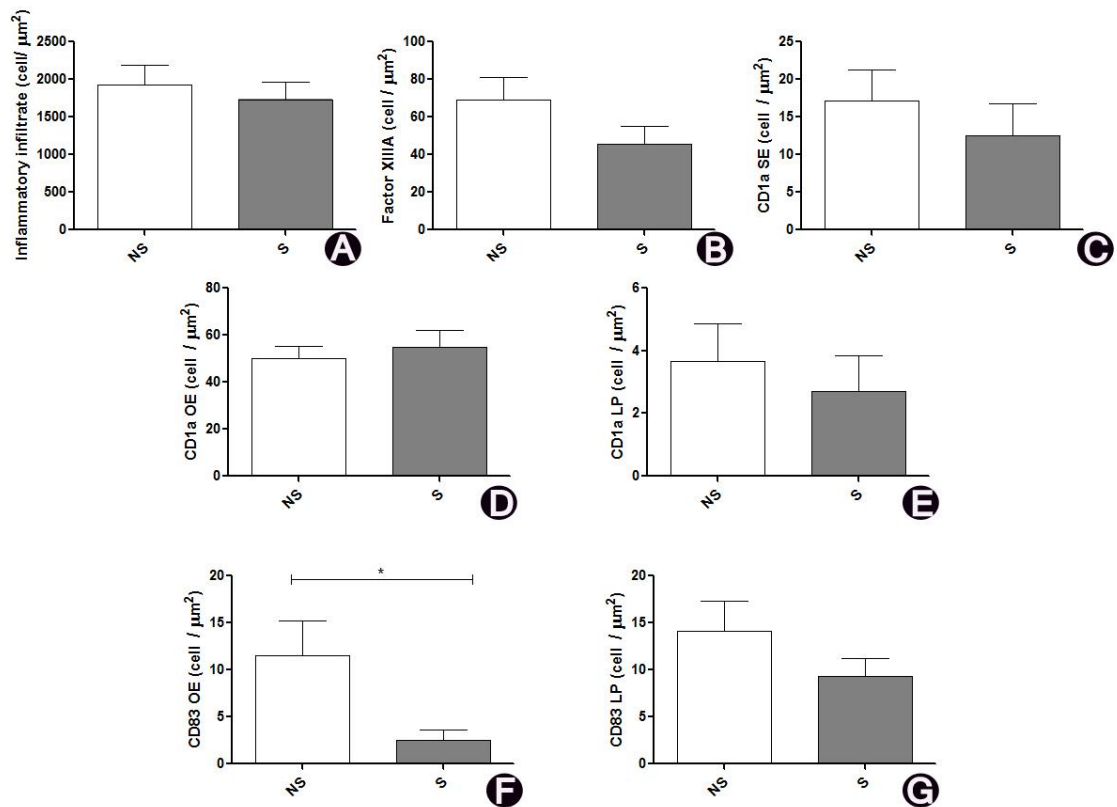 Inflammatory infiltrate (cell/ μm²)
2500
2000
1500
1000
500
0
NS
S
A
Factor XIIIA (cell / μm²)
100
80
60
40
20
0
NS
S
B
CD1a SE (cell / μm²)
25
20
15
10
5
0
NS
S
C
CD1a OE (cell / μm²)
80
60
40
20
0
NS
S
D
CD1a LP (cell / μm²)
6
4
2
0
NS
S
E
CD83 OE (cell / μm²)
20
15
10
5
0
*
NS
S
F
CD83 LP (cell / μm²)
20
15
10
5
0
NS
S
G